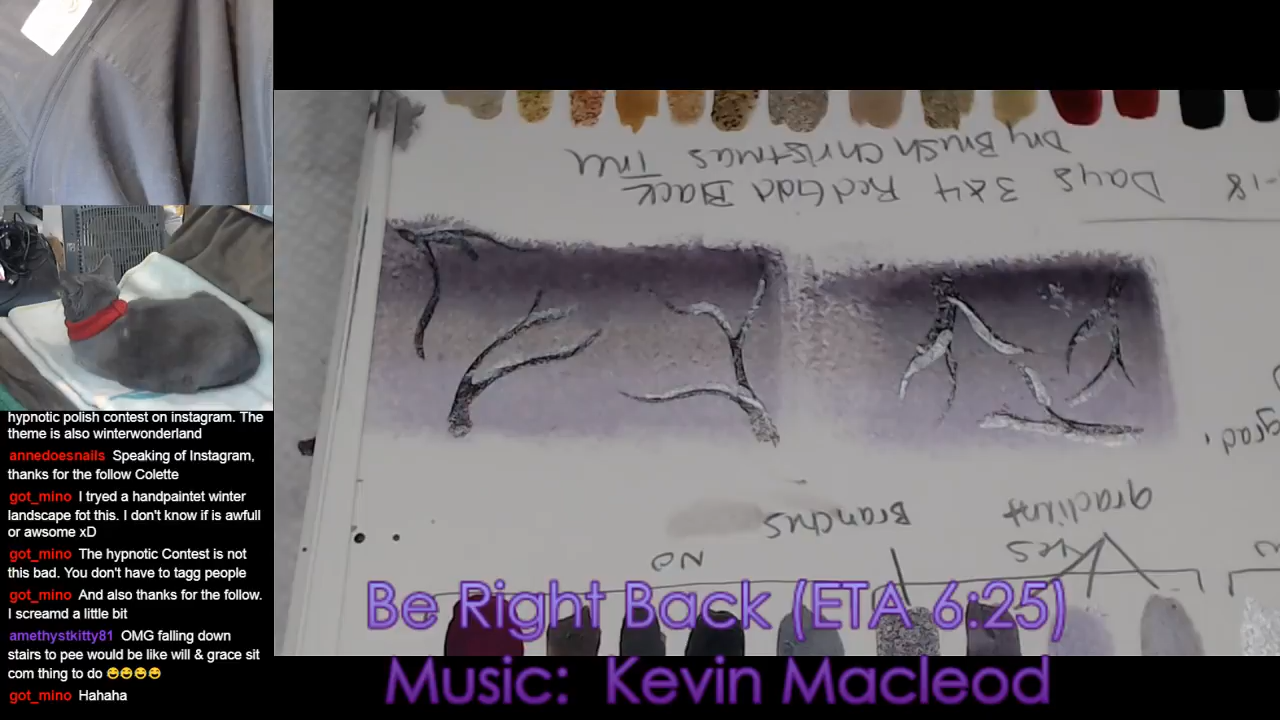 hypnotic polish contest on instagram. The
theme is also winterwonderland
annedoesnails Speaking of Instagram,
thanks for the follow Colette
got_mino I tryed a handpaintet winter
landscape fot this. I don't know if is awfull
or awsome xD
got_mino The hypnotic Contest is not
this bad. You don't have to tagg people
got_mino And also thanks for the follow.
I screamd a little bit
amethystkitty81 OMG falling down
stairs to pee would be like will & grace sit
com thing to do 😂😂😂😂
got_mino Hahaha
Dry Brush Christmas Tree
Days 3&4 Red Gold Black
grad.
Branches
gradient
Yes
No
Be Right Back (ETA 6:25)
Music: Kevin Macleod